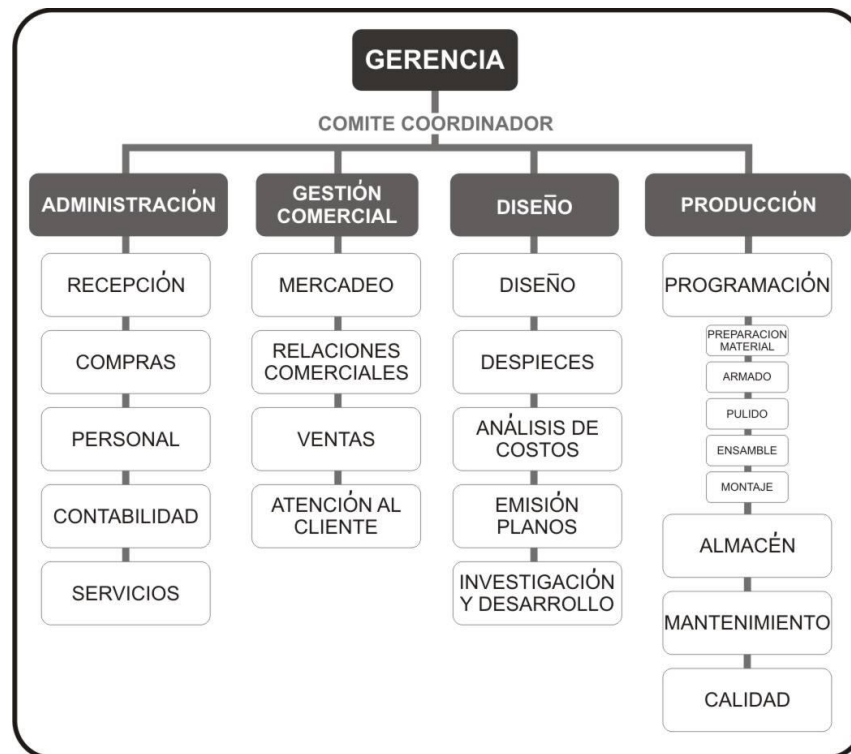 GERENCIA
COMITE COORDINADOR
ADMINISTRACIÓN
RECEPCIÓN
COMPRAS
PERSONAL
CONTABILIDAD
SERVICIOS
GESTIÓN
COMERCIAL
MERCADEO
RELACIONES
COMERCIALES
VENTAS
ATENCIÓN AL
CLIENTE
DISEÑO
DISEÑO
DESPIECES
ANÁLISIS DE
COSTOS
EMISIÓN
PLANOS
INVESTIGACIÓN
Y DESARROLLO
PRODUCCIÓN
PROGRAMACIÓN
PREPARACION
MATERIAL
ARMADO
PULIDO
ENSAMBLE
MONTAJE
ALMACÉN
MANTENIMIENTO
CALIDAD